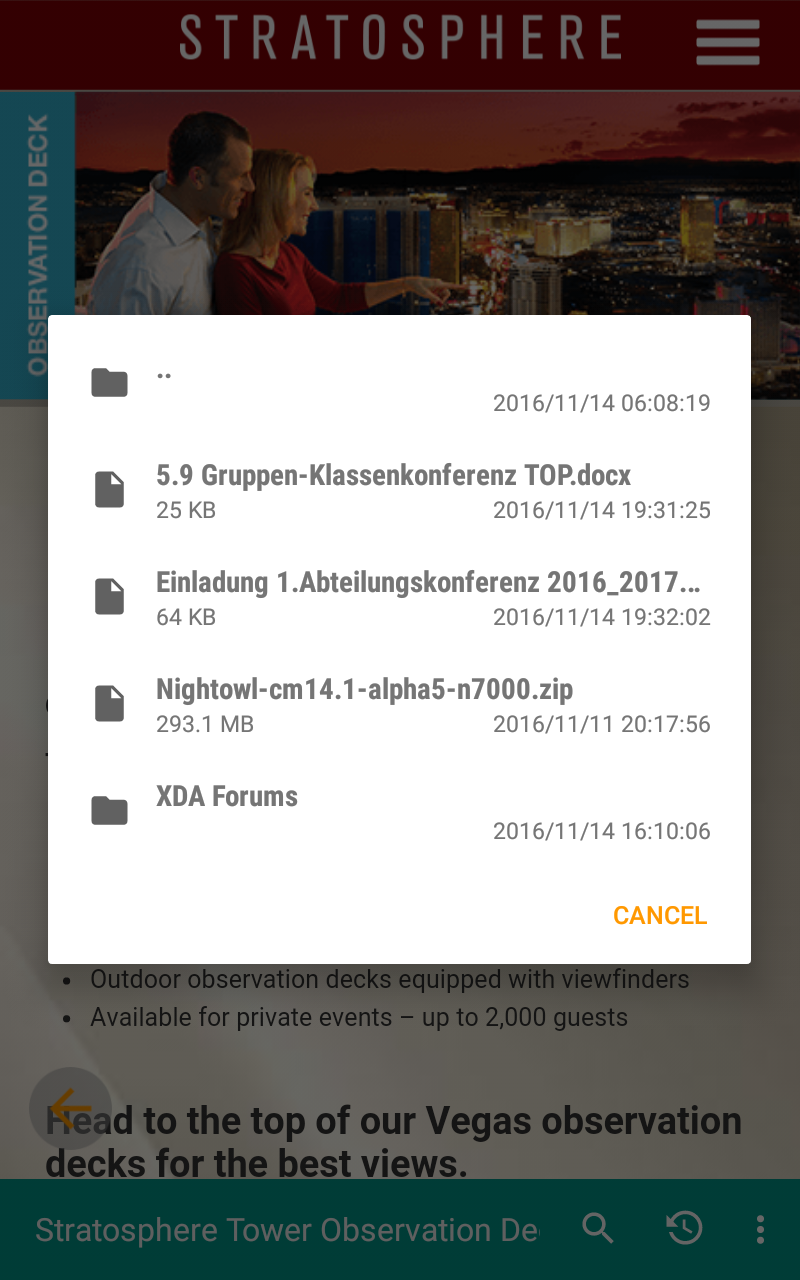 STRATOSPHERE
OBSERVATION DECK
..
2016/11/14 06:08:19
5.9 Gruppen-Klassenkonferenz TOP.docx
25 KB 2016/11/14 19:31:25
Einladung 1.Abteilungskonferenz 2016_2017...
64 KB 2016/11/14 19:32:02
Nightowl-cm14.1-alpha5-n7000.zip
293.1 MB 2016/11/11 20:17:56
XDA Forums
2016/11/14 16:10:06
CANCEL
• Outdoor observation decks equipped with viewfinders
• Available for private events – up to 2,000 guests
Head to the top of our Vegas observation
decks for the best views.
Stratosphere Tower Observation De